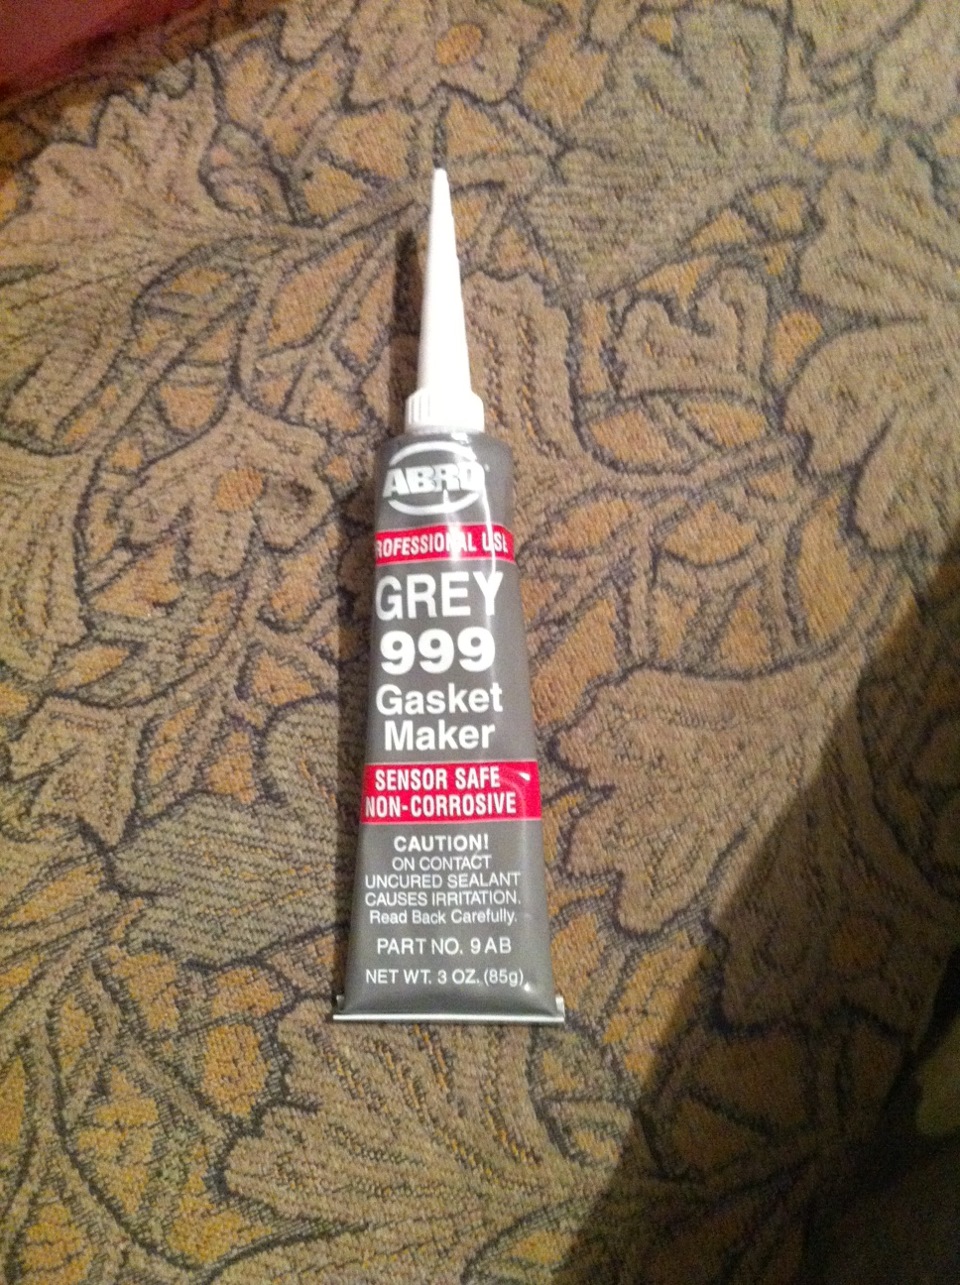 ABRO
PROFESSIONAL USE
GREY
999
Gasket
Maker
SENSOR SAFE
NON-CORROSIVE
CAUTION!
ON CONTACT
UNCURED SEALANT
CAUSES IRRITATION.
Read Back Carefully.
PART NO. 9AB
NET WT. 3 OZ. (85g)